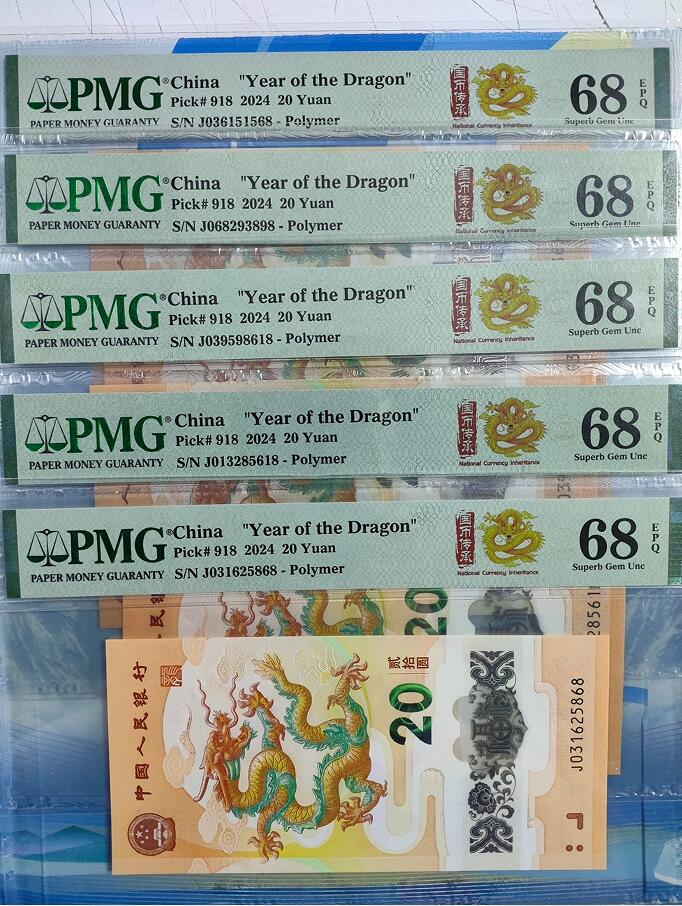 PMG® China "Year of the Dragon" 国币传承 68 EPQ
Pick# 918 2024 20 Yuan
PAPER MONEY GUARANTY S/N J036151568 - Polymer National Currency Inheritance Superb Gem Unc
PMG® China "Year of the Dragon" 国币传承 68 EPQ
Pick# 918 2024 20 Yuan
PAPER MONEY GUARANTY S/N J068293898 - Polymer National Currency Inheritance Superb Gem Unc
PMG® China "Year of the Dragon" 国币传承 68 EPQ
Pick# 918 2024 20 Yuan
PAPER MONEY GUARANTY S/N J039598618 - Polymer National Currency Inheritance Superb Gem Unc
PMG® China "Year of the Dragon" 国币传承 68 EPQ
Pick# 918 2024 20 Yuan
PAPER MONEY GUARANTY S/N J013285618 - Polymer National Currency Inheritance Superb Gem Unc
PMG® China "Year of the Dragon" 国币传承 68 EPQ
Pick# 918 2024 20 Yuan
PAPER MONEY GUARANTY S/N J031625868 - Polymer National Currency Inheritance Superb Gem Unc
民银行
20
中国人民银行
贰拾圆
20
J031625868